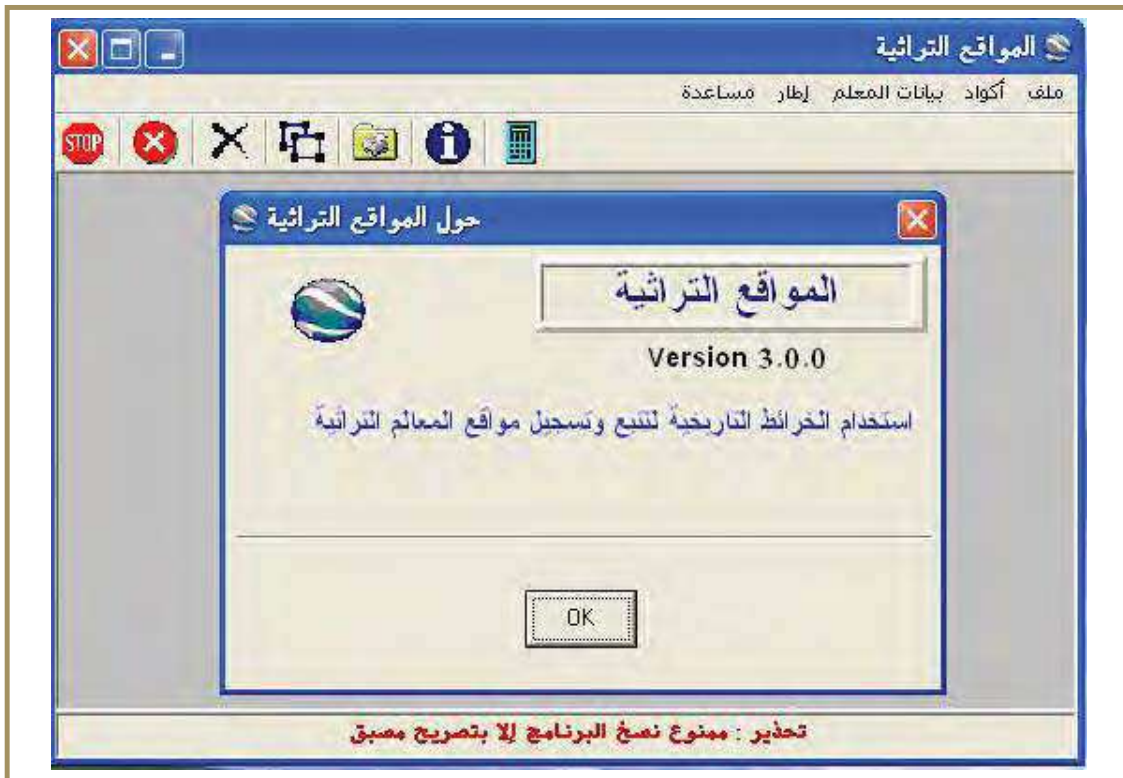 المواقع التراثية
ملف أكواد بيانات المعلم إطار مساعدة
STOP
حول المواقع التراثية
المواقع التراثية
Version 3.0.0
استخدام الخرائط التاريخية لتتبع وتسجيل مواقع المعالم التراثية
OK
تحذير : ممنوع نسخ البرنامج إلا بتصريح مسبق